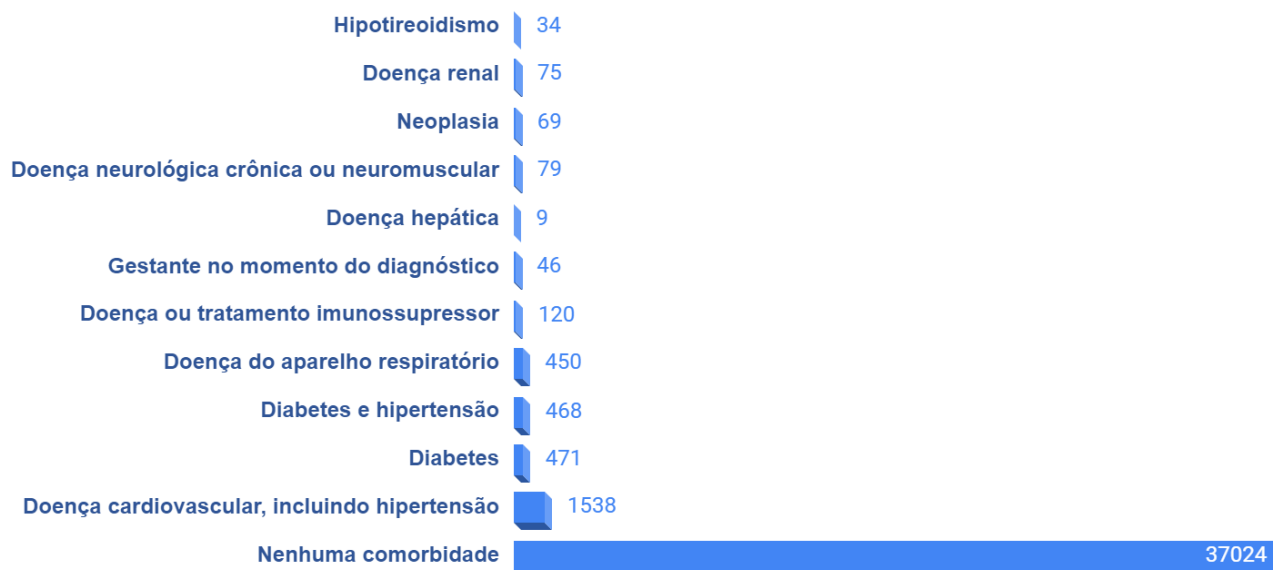 Hipotireoidismo 34
Doença renal 75
Neoplasia 69
Doença neurológica crônica ou neuromuscular 79
Doença hepática 9
Gestante no momento do diagnóstico 46
Doença ou tratamento imunossupressor 120
Doença do aparelho respiratório 450
Diabetes e hipertensão 468
Diabetes 471
Doença cardiovascular, incluindo hipertensão 1538
Nenhuma comorbidade 37024